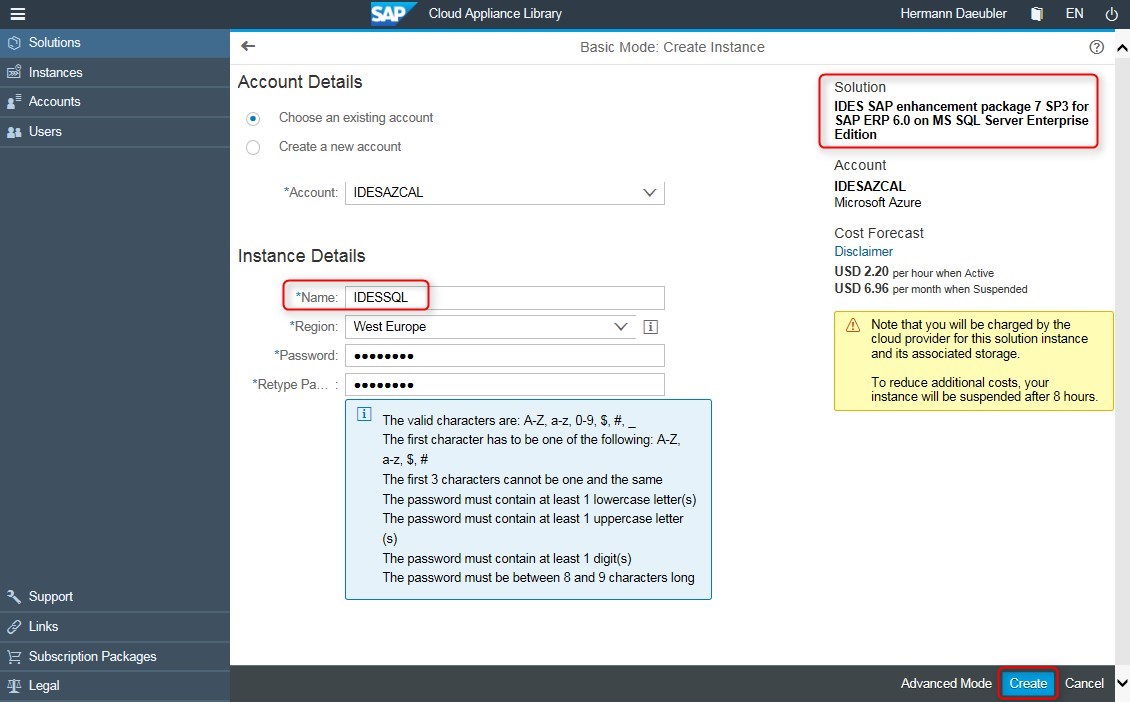 SAP Cloud Appliance Library
Hermann Daeubler EN
Solutions
Instances
Accounts
Users
Support
Links
Subscription Packages
Legal
Basic Mode: Create Instance
Account Details
Choose an existing account
Create a new account
*Account: IDESAZCAL
Instance Details
*Name: IDESSQL
*Region: West Europe
*Password: ●●●●●●●●
*Retype Pa... : ●●●●●●●●
The valid characters are: A-Z, a-z, 0-9, $, #, _
The first character has to be one of the following: A-Z,
a-z, $, #
The first 3 characters cannot be one and the same
The password must contain at least 1 lowercase letter(s)
The password must contain at least 1 uppercase letter
(s)
The password must contain at least 1 digit(s)
The password must be between 8 and 9 characters long
Solution
IDES SAP enhancement package 7 SP3 for
SAP ERP 6.0 on MS SQL Server Enterprise
Edition
Account
IDESAZCAL
Microsoft Azure
Cost Forecast
Disclaimer
USD 2.20 per hour when Active
USD 6.96 per month when Suspended
Note that you will be charged by the
cloud provider for this solution instance
and its associated storage.
To reduce additional costs, your
instance will be suspended after 8 hours.
Advanced Mode Create Cancel